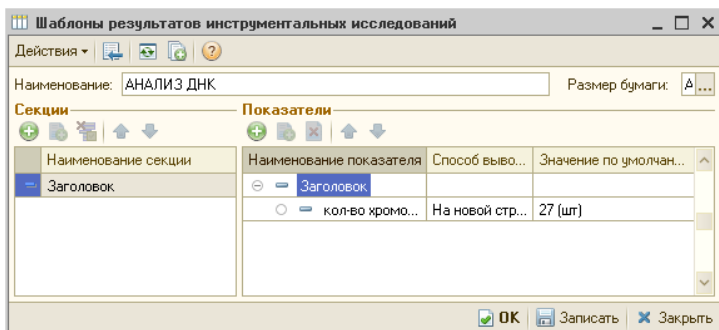 Шаблоны результатов инструментальных исследований
Действия
Наименование: АНАЛИЗ ДНК Размер бумаги: А ...
Секции Показатели
Наименование секции Наименование показателя Способ выво... Значение по умолчан...
Заголовок Заголовок
кол-во хромо... На новой стр... 27 (шт)
OK Записать Закрыть